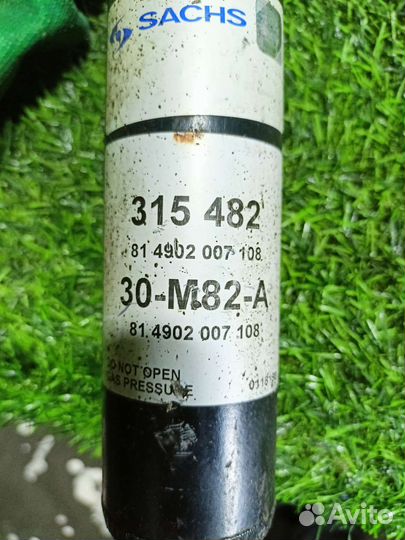 SACHS
315 482
81 4902 007 108
30-M82-A
81 4902 007 108
DO NOT OPEN
GAS PRESSURE
Avito